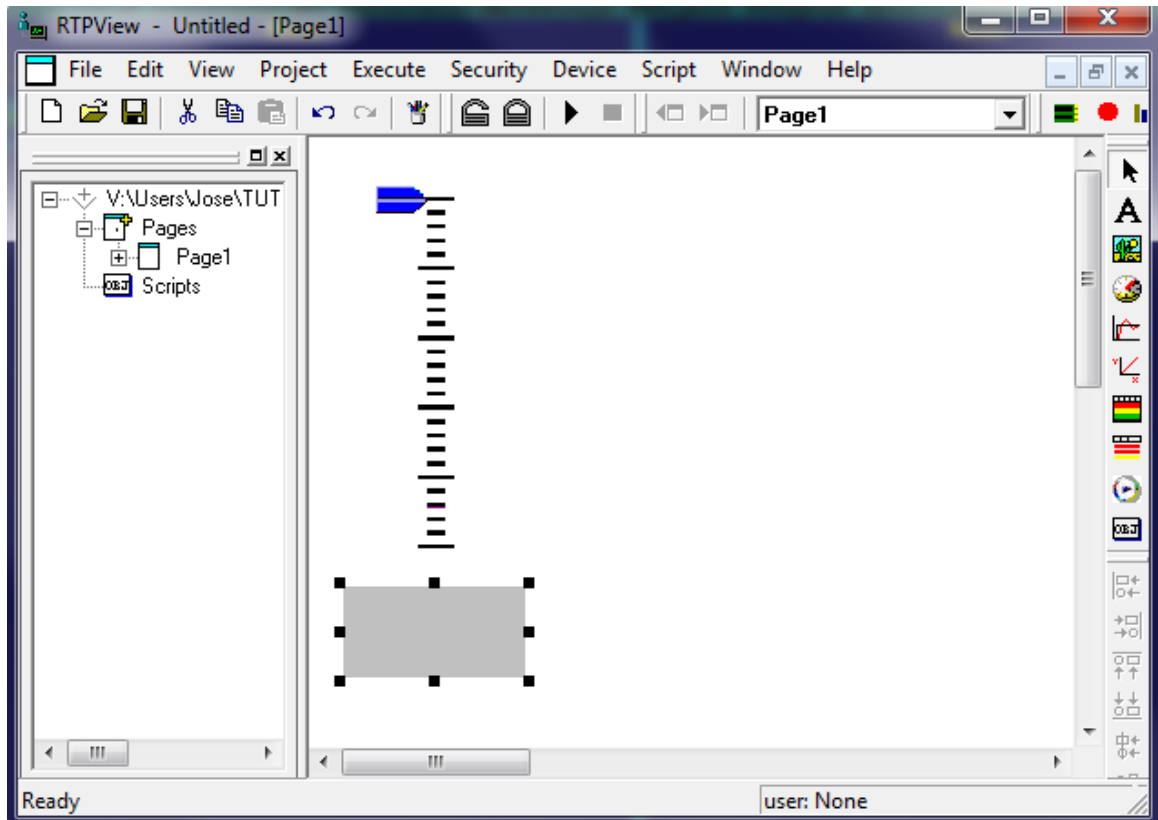 RTPView - Untitled - [Page1]
File Edit View Project Execute Security Device Script Window Help
Page1
V:\Users\Jose\TUT
Pages
Page1
OBJ Scripts
A
Y
X
OBJ
Ready
user: None